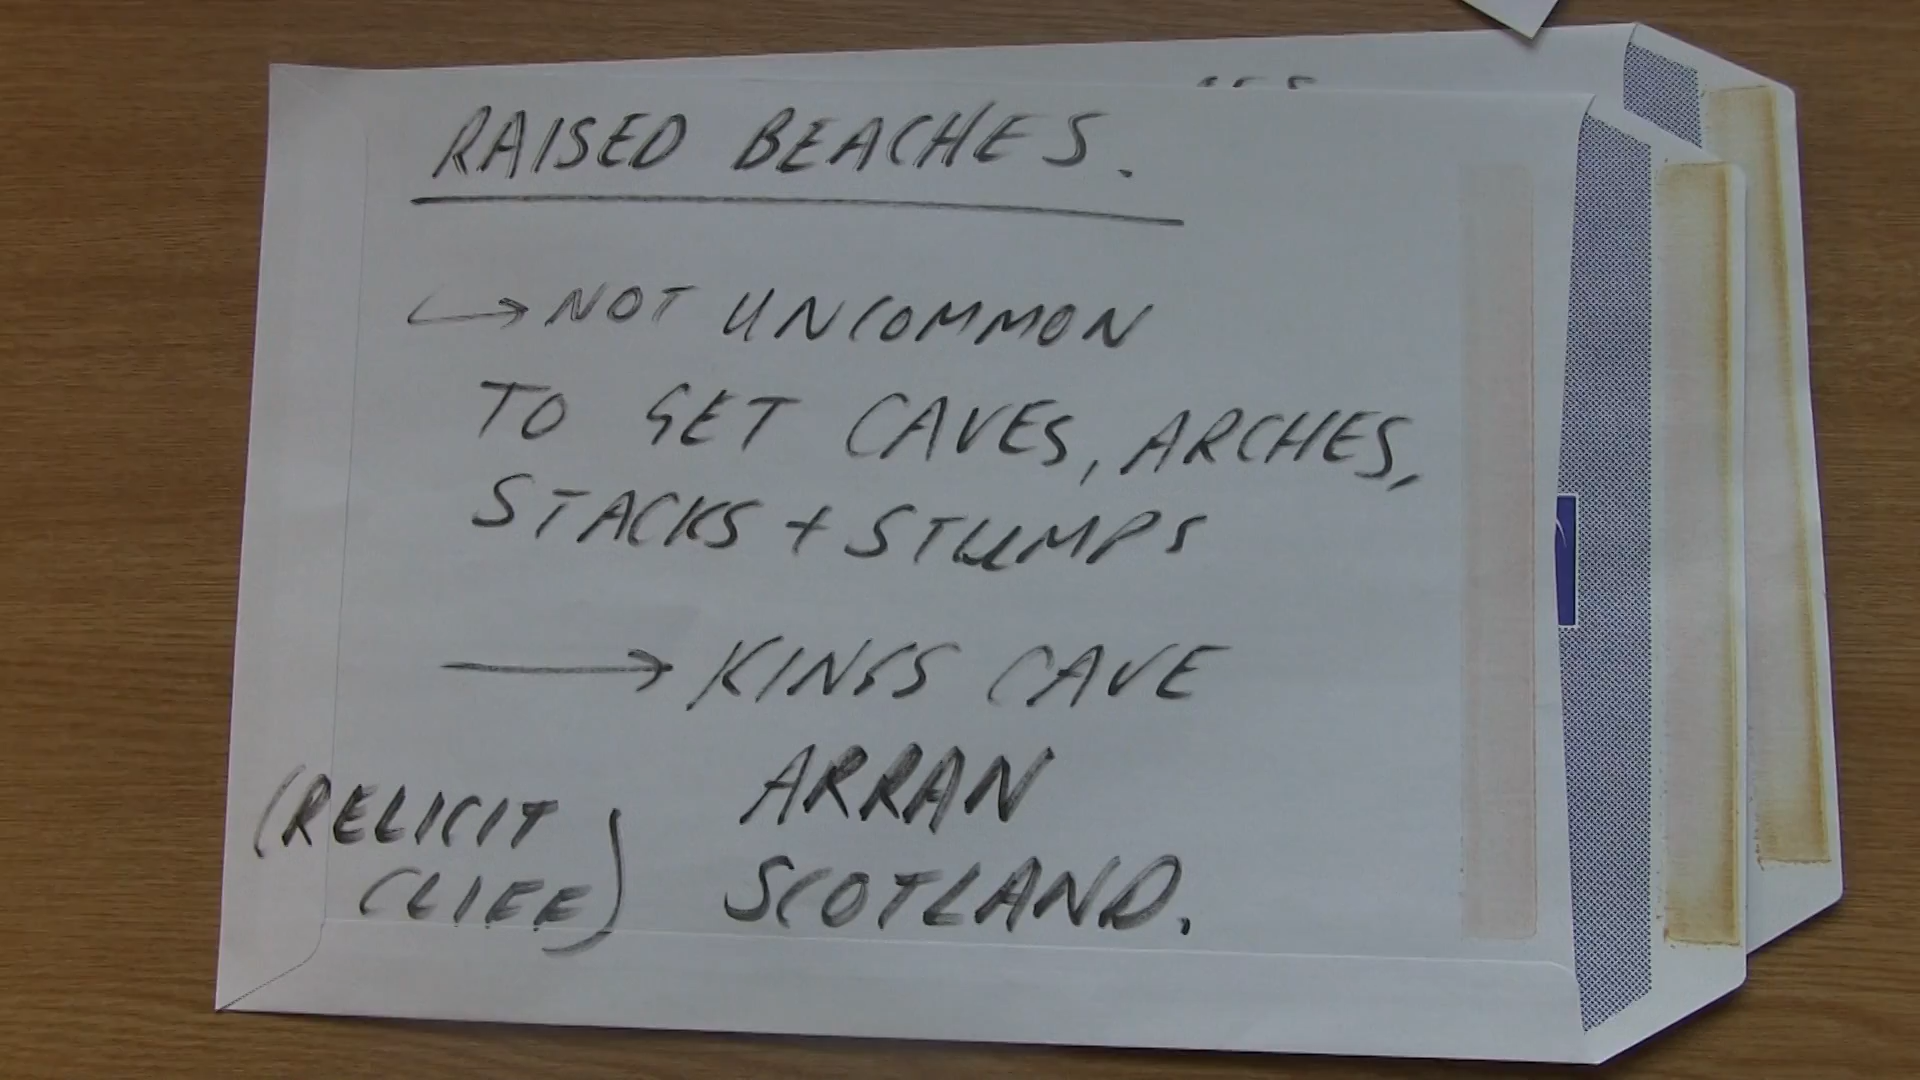 RAISED BEACHES.
↳ NOT UNCOMMON
TO GET CAVES, ARCHES,
STACKS + STUMPS
→ KINGS CAVE
ARRAN
SCOTLAND.
(RELICIT
CLIFF)